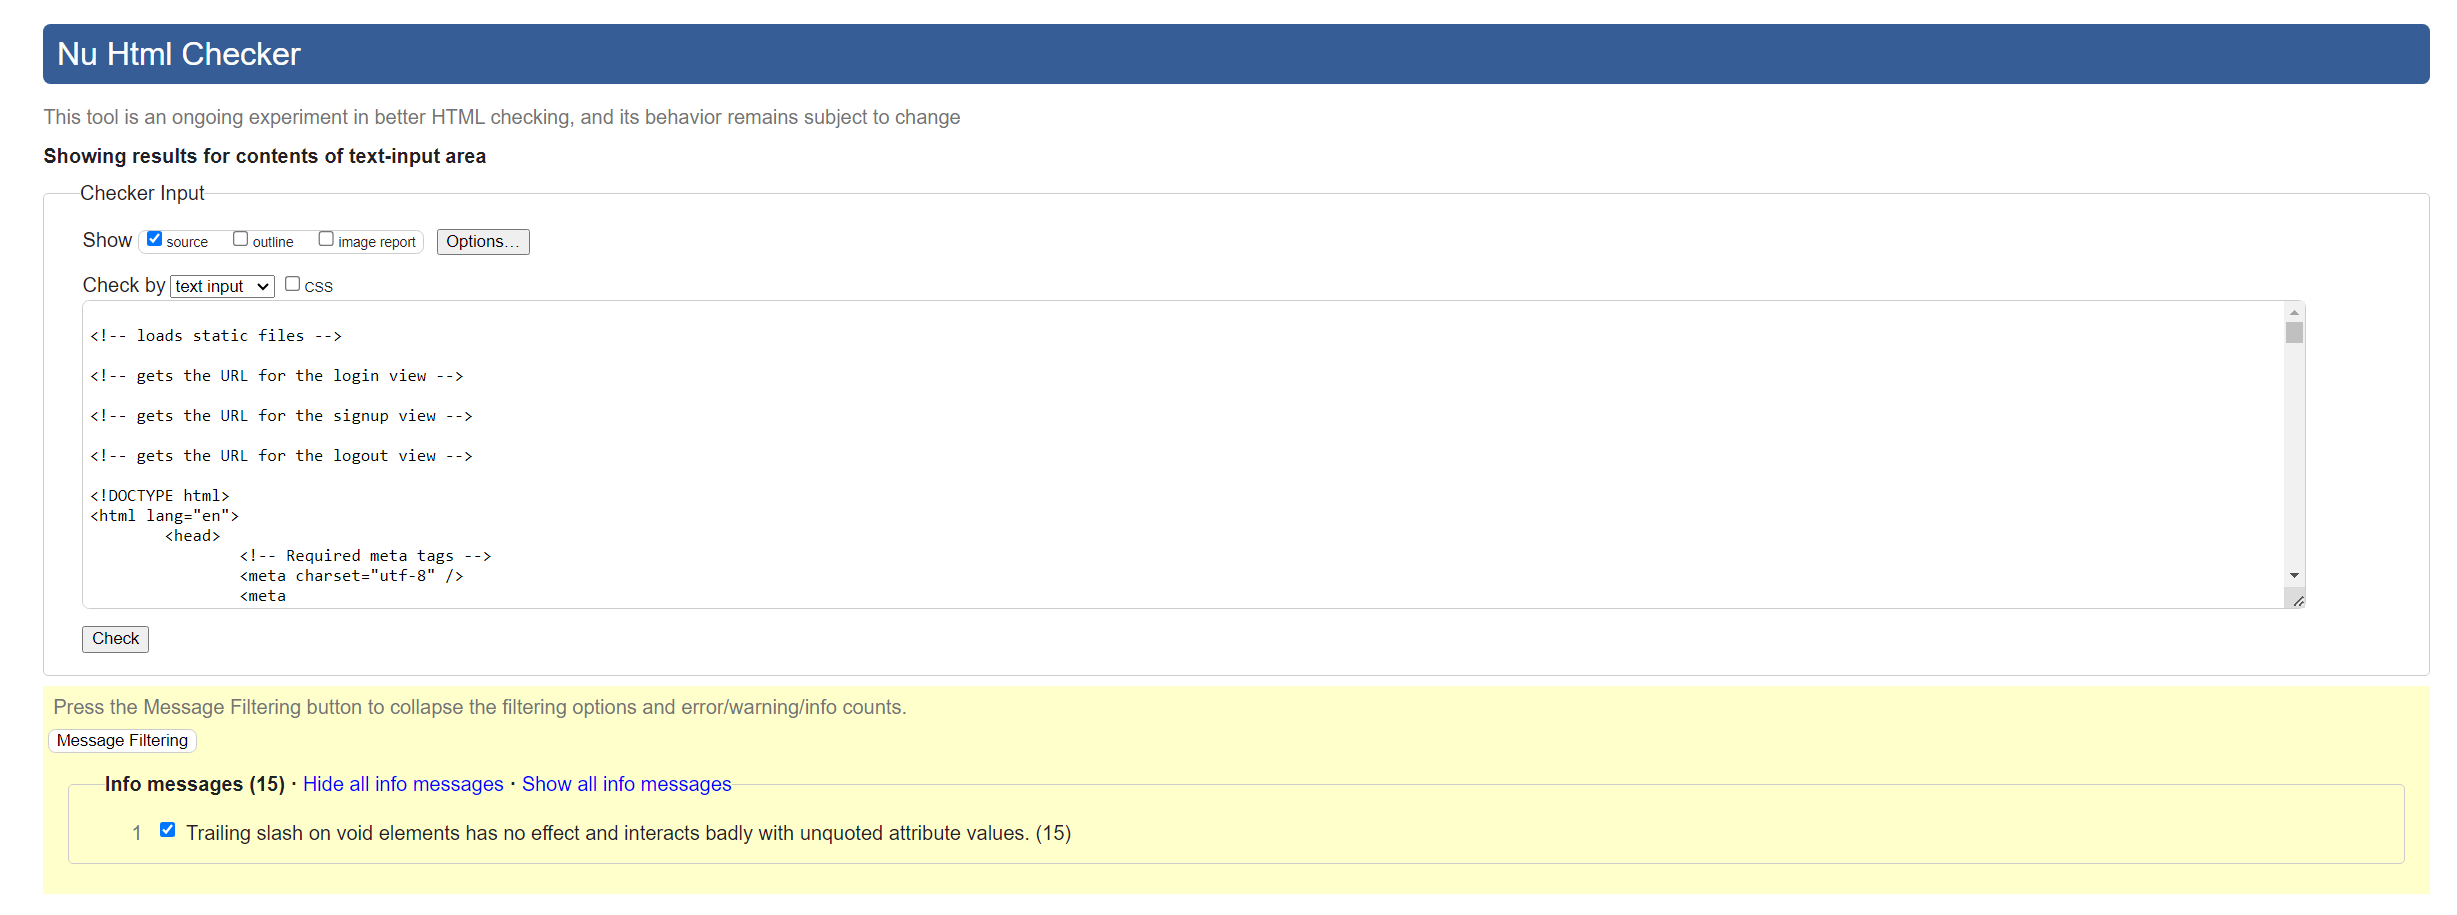 Nu Html Checker
This tool is an ongoing experiment in better HTML checking, and its behavior remains subject to change
Showing results for contents of text-input area
Checker Input
Show source outline image report Options...
Check by text input CSS
<!-- loads static files -->
<!-- gets the URL for the login view -->
<!-- gets the URL for the signup view -->
<!-- gets the URL for the logout view -->
<!DOCTYPE html>
<html lang="en">
<head>
<!-- Required meta tags -->
<meta charset="utf-8" />
<meta
Check
Press the Message Filtering button to collapse the filtering options and error/warning/info counts.
Message Filtering
Info messages (15) · Hide all info messages · Show all info messages
1 Trailing slash on void elements has no effect and interacts badly with unquoted attribute values. (15)